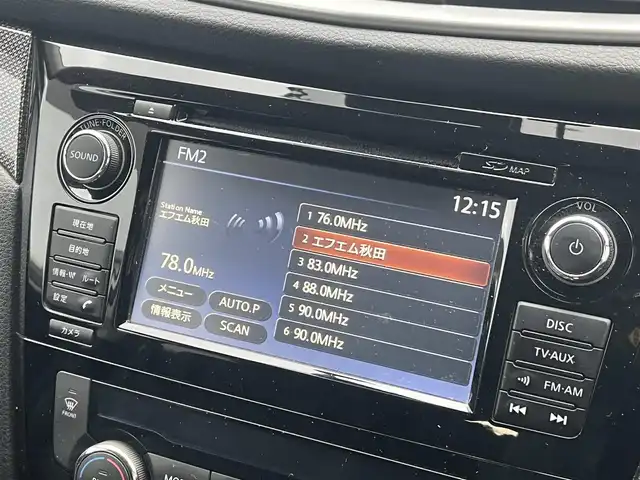 TUNE·FOLDER
SOUND
SD MAP
VOL
FM2
12:15
Station Name
エフエム秋田
78.0MHz
1 76.0MHz
2 エフエム秋田
3 83.0MHz
4 88.0MHz
5 90.0MHz
6 90.0MHz
メニュー
AUTO.P
情報表示
SCAN
現在地
目的地
情報・VI ルート
設定
カメラ
DISC
TV·AUX
FM·AM
FRONT